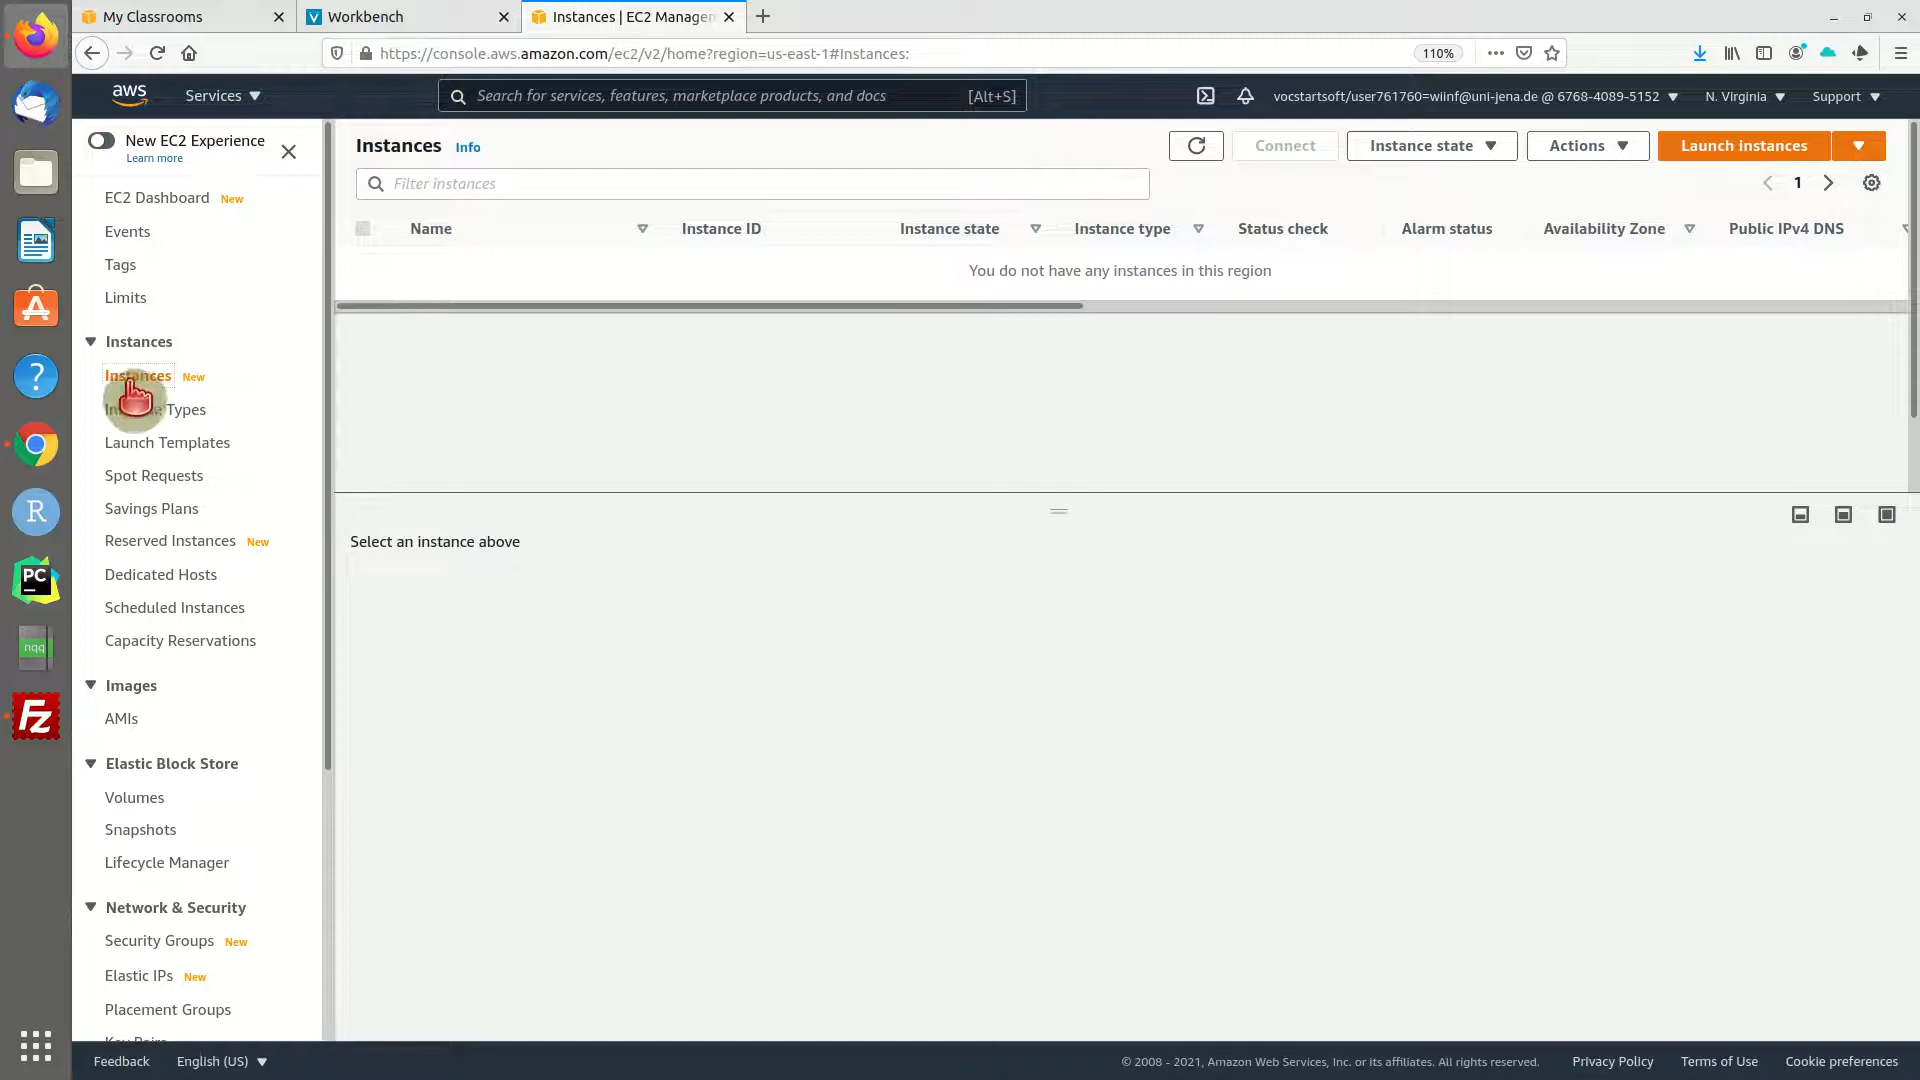 My Classrooms
Workbench
Instances | EC2 Manager
https://console.aws.amazon.com/ec2/v2/home?region=us-east-1#Instances:
110%
aws
Services
Search for services, features, marketplace products, and docs
[Alt+S]
vocstartsoft/user761760=wiinf@uni-jena.de @ 6768-4089-5152
N. Virginia
Support
New EC2 Experience
Learn more
EC2 Dashboard New
Events
Tags
Limits
Instances
Instances New
Instance Types
Launch Templates
Spot Requests
Savings Plans
Reserved Instances New
Dedicated Hosts
Scheduled Instances
Capacity Reservations
Images
AMIs
Elastic Block Store
Volumes
Snapshots
Lifecycle Manager
Network & Security
Security Groups New
Elastic IPs New
Placement Groups
Instances Info
Connect
Instance state
Actions
Launch instances
Filter instances
1
Name
Instance ID
Instance state
Instance type
Status check
Alarm status
Availability Zone
Public IPv4 DNS
You do not have any instances in this region
Select an instance above
R
PC
nqq
FZ
Feedback
English (US)
© 2008 - 2021, Amazon Web Services, Inc. or its affiliates. All rights reserved.
Privacy Policy
Terms of Use
Cookie preferences